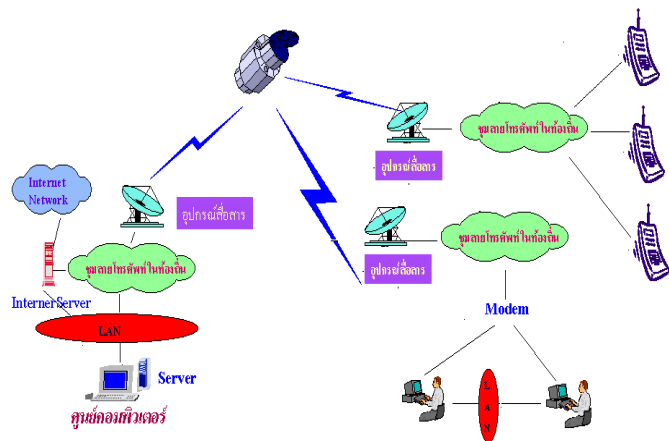 ชุมสายโทรศัพท์ในท้องถิ่น
อุปกรณ์สื่อสาร
Internet
Network
อุปกรณ์สื่อสาร
ชุมสายโทรศัพท์ในท้องถิ่น
อุปกรณ์สื่อสาร
ชุมสายโทรศัพท์ในท้องถิ่น
InternerServer
Modem
LAN
Server
ศูนย์คอมพิวเตอร์
L
A
N